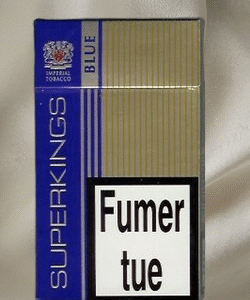 IMPERIAL
TOBACCO
BLUE
SUPERKINGS
Fumer
tue